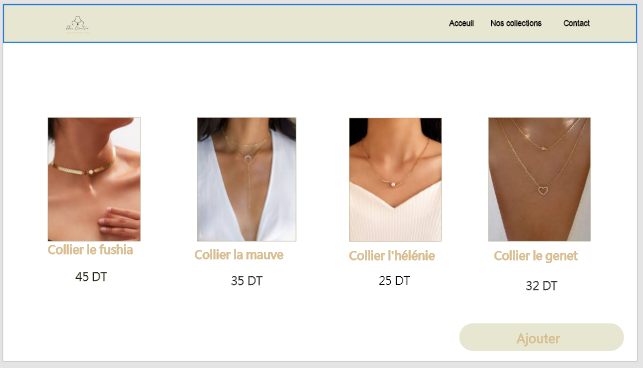 Acceuil Nos collections Contact
Collier le fushia
Collier la mauve
Collier l'hélénie
Collier le genet
45 DT
35 DT
25 DT
32 DT
Ajouter